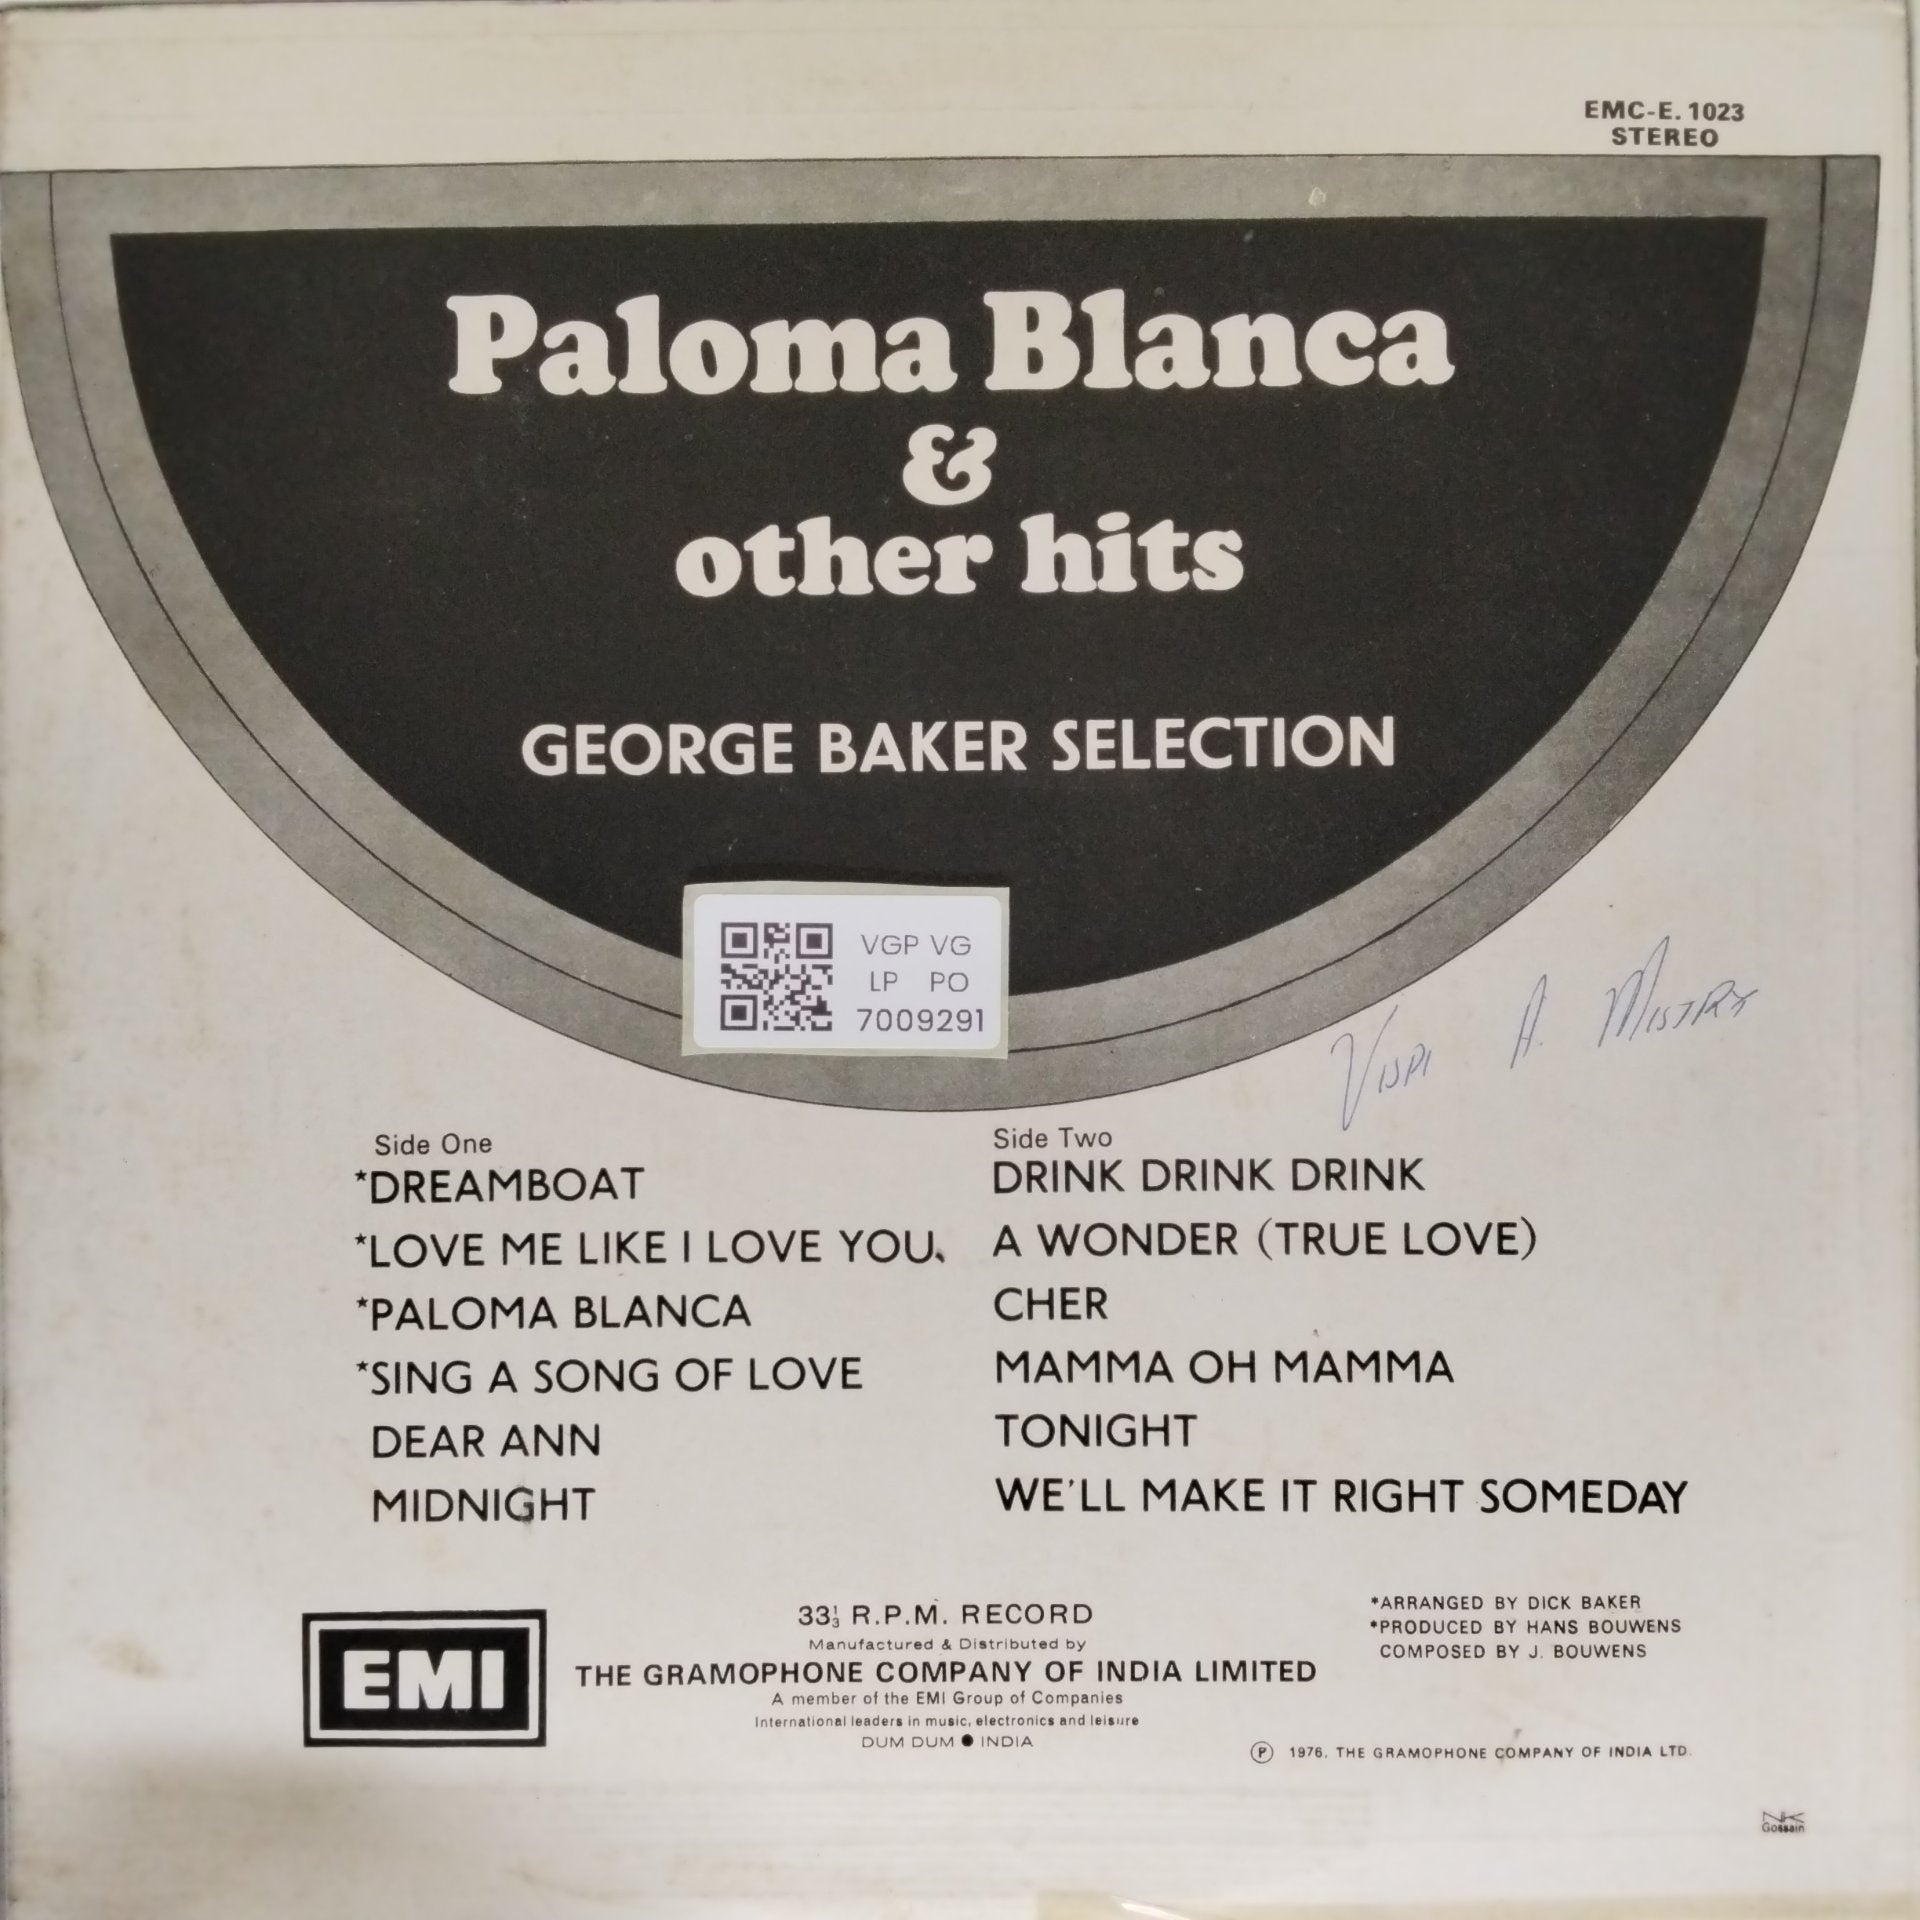 EMC-E. 1023
STEREO
Paloma Blanca
&
other hits
GEORGE BAKER SELECTION
VGP VG
LP PO
7009291
VISPI A. MISTRY
Side One
*DREAMBOAT
*LOVE ME LIKE I LOVE YOU.
*PALOMA BLANCA
*SING A SONG OF LOVE
DEAR ANN
MIDNIGHT
Side Two
DRINK DRINK DRINK
A WONDER (TRUE LOVE)
CHER
MAMMA OH MAMMA
TONIGHT
WE'LL MAKE IT RIGHT SOMEDAY
EMI
33⅓ R.P.M. RECORD
Manufactured & Distributed by
THE GRAMOPHONE COMPANY OF INDIA LIMITED
A member of the EMI Group of Companies
International leaders in music, electronics and leisure
DUM DUM ● INDIA
*ARRANGED BY DICK BAKER
*PRODUCED BY HANS BOUWENS
COMPOSED BY J. BOUWENS
℗ 1976, THE GRAMOPHONE COMPANY OF INDIA LTD.
NK
Gossain